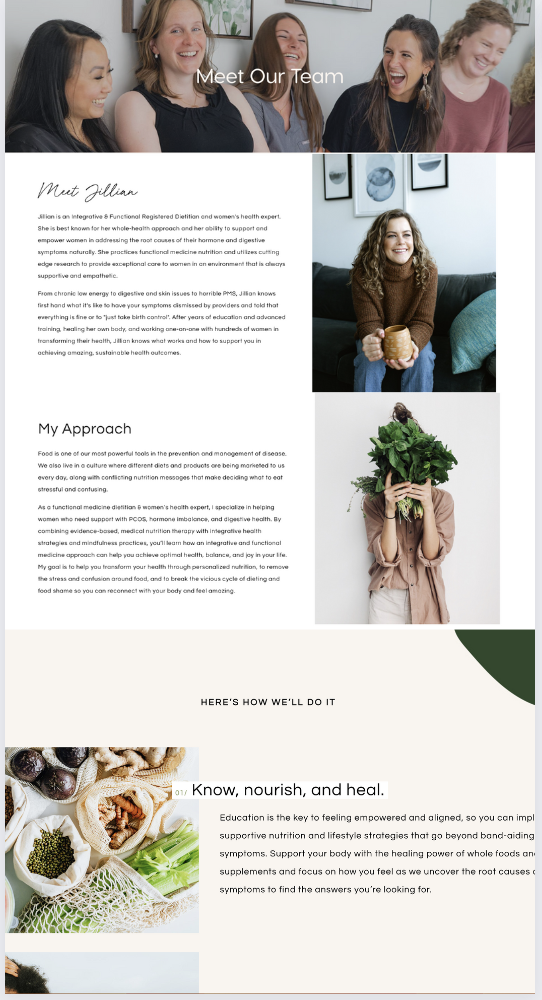 Meet Our Team
Meet Jillian
Jillian is an Integrative & Functional Registered Dietitian and women's health expert.
She is best known for her whole-health approach and her ability to support and
empower women in addressing the root causes of their hormone and digestive
symptoms naturally. She practices functional medicine nutrition and utilizes cutting
edge research to provide exceptional care to women in an environment that is always
supportive and empathetic.
From chronic low energy to digestive and skin issues to horrible PMS, Jillian knows
first hand what it's like to have your symptoms dismissed by providers and told that
everything is fine or to "just take birth control". After years of education and advanced
training, healing her own body, and working one-on-one with hundreds of women in
transforming their health, Jillian knows what works and how to support you in
achieving amazing, sustainable health outcomes.
My Approach
Food is one of our most powerful tools in the prevention and management of disease.
We also live in a culture where different diets and products are being marketed to us
every day, along with conflicting nutrition messages that make deciding what to eat
stressful and confusing.
As a functional medicine dietitian & women's health expert, I specialize in helping
women who need support with PCOS, hormone imbalance, and digestive health. By
combining evidence-based, medical nutrition therapy with integrative health
strategies and mindfulness practices, you'll learn how an integrative and functional
medicine approach can help you achieve optimal health, balance, and joy in your life.
My goal is to help you transform your health through personalized nutrition, to remove
the stress and confusion around food, and to break the vicious cycle of dieting and
food shame so you can reconnect with your body and feel amazing.
HERE'S HOW WE'LL DO IT
01/ Know, nourish, and heal.
Education is the key to feeling empowered and aligned, so you can impl
supportive nutrition and lifestyle strategies that go beyond band-aiding
symptoms. Support your body with the healing power of whole foods an
supplements and focus on how you feel as we uncover the root causes o
symptoms to find the answers you're looking for.